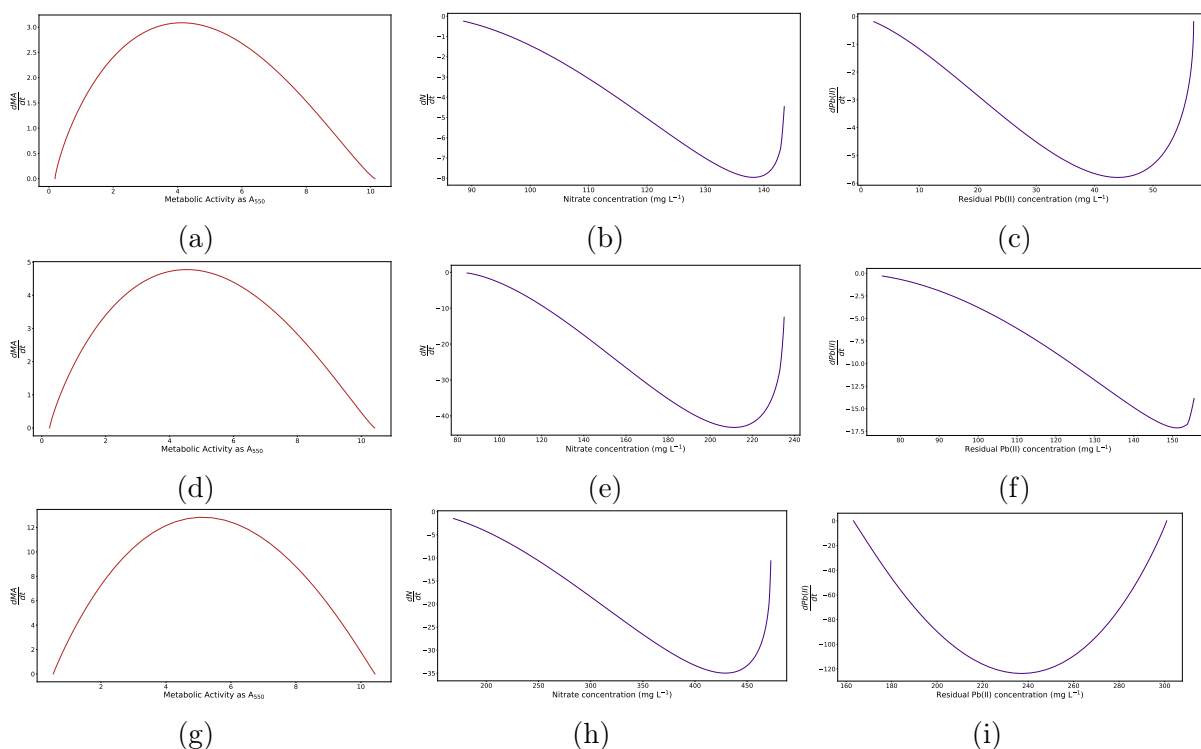 3.0
2.5
2.0
1.5
1.0
0.5
0.0
dMA
dt
0 2 4 6 8 10
Metabolic Activity as A550
(a)
0
−1
−2
−3
−4
−5
−6
−7
−8
dN
dt
90 100 110 120 130 140
Nitrate concentration (mg L−1)
(b)
0
−1
−2
−3
−4
−5
−6
dPb(II)
dt
0 10 20 30 40 50
Residual Pb(II) concentration (mg L−1)
(c)
5
4
3
2
1
0
dMA
dt
0 2 4 6 8 10
Metabolic Activity as A550
(d)
0
−10
−20
−30
−40
dN
dt
80 100 120 140 160 180 200 220 240
Nitrate concentration (mg L−1)
(e)
0.0
−2.5
−5.0
−7.5
−10.0
−12.5
−15.0
−17.5
dPb(II)
dt
80 90 100 110 120 130 140 150
Residual Pb(II) concentration (mg L−1)
(f)
12
10
8
6
4
2
0
dMA
dt
2 4 6 8 10
Metabolic Activity as A550
(g)
0
−5
−10
−15
−20
−25
−30
−35
dN
dt
200 250 300 350 400 450
Nitrate concentration (mg L−1)
(h)
0
−20
−40
−60
−80
−100
−120
dPb(II)
dt
160 180 200 220 240 260 280 300
Residual Pb(II) concentration (mg L−1)
(i)